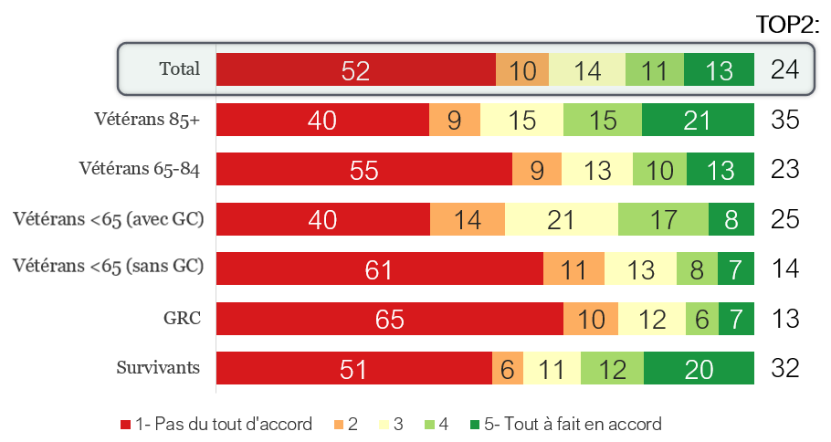 TOP2:
Total 52 10 14 11 13 24
Vétérans 85+ 40 9 15 15 21 35
Vétérans 65-84 55 9 13 10 13 23
Vétérans <65 (avec GC) 40 14 21 17 8 25
Vétérans <65 (sans GC) 61 11 13 8 7 14
GRC 65 10 12 6 7 13
Survivants 51 6 11 12 20 32
1- Pas du tout d'accord 2 3 4 5- Tout à fait en accord